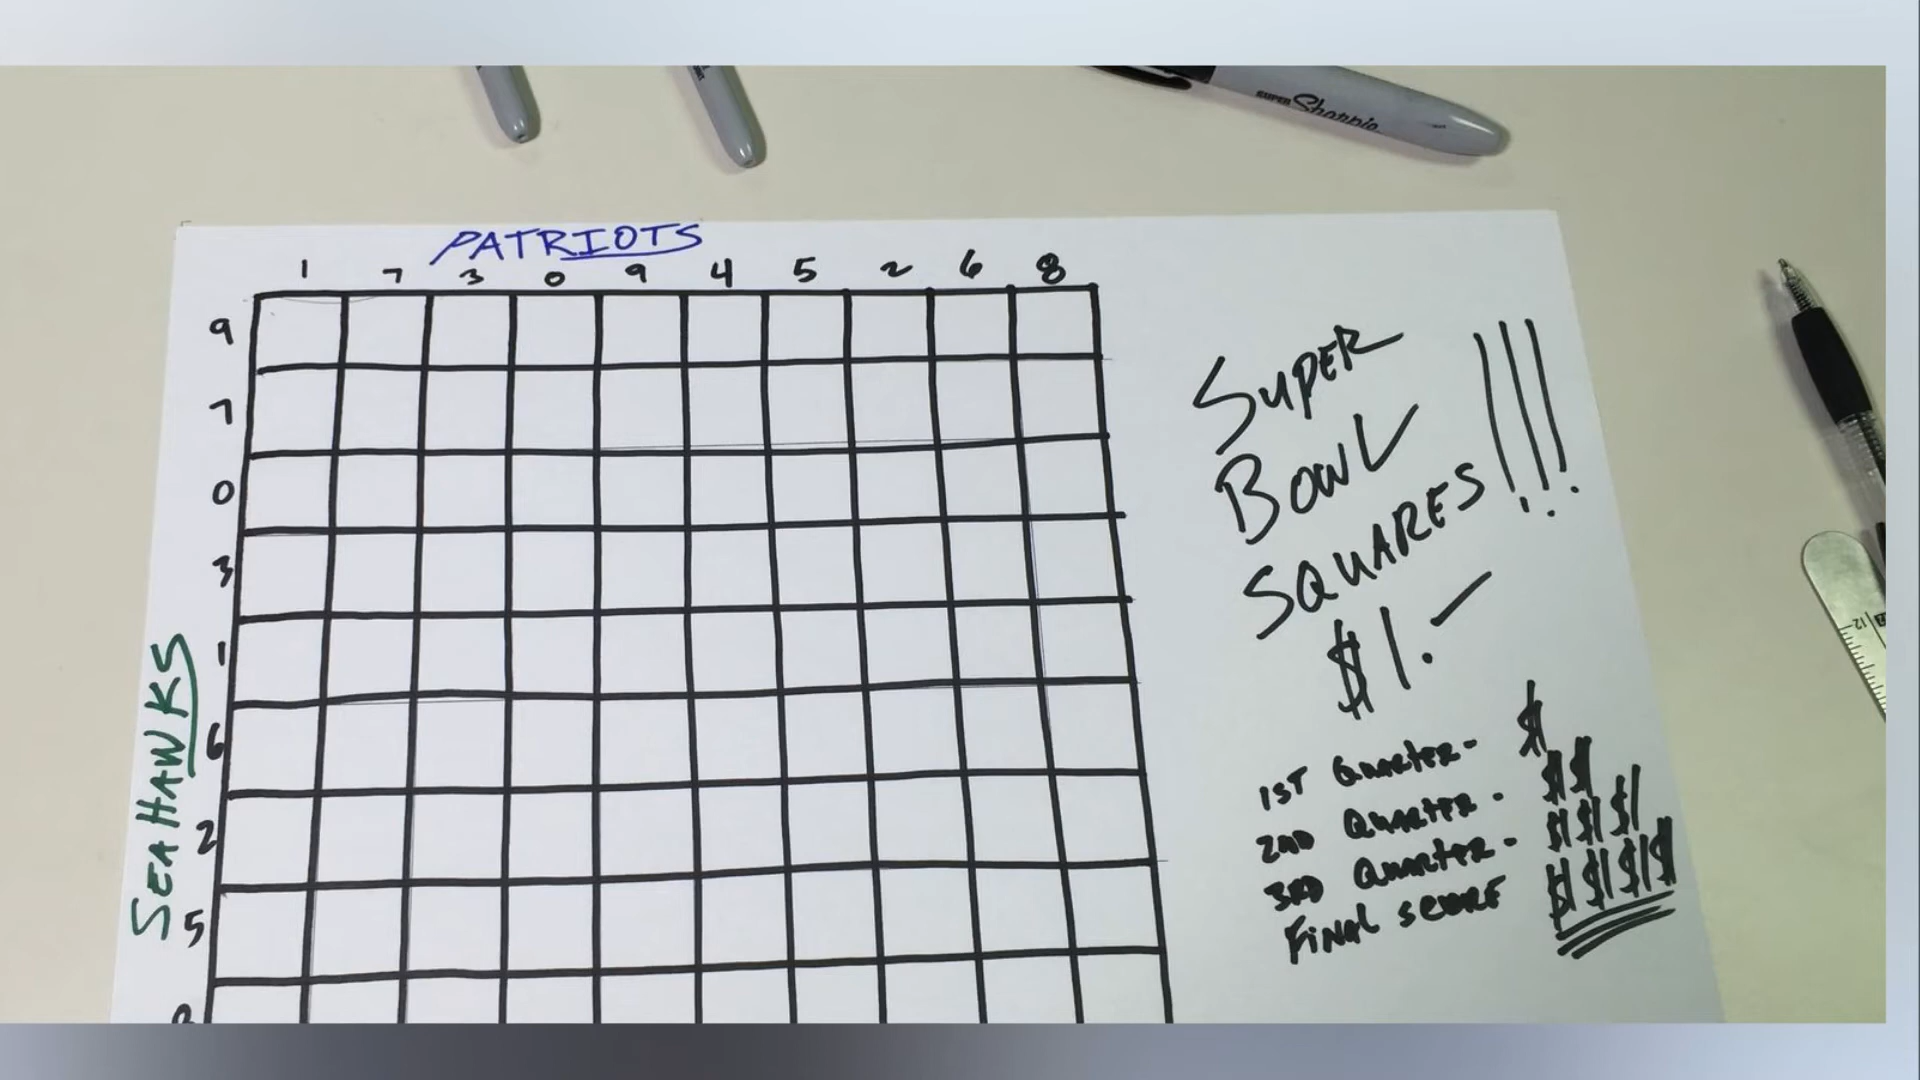 SUPER Sharpie
PATRIOTS
1 7 3 0 9 4 5 2 6 8
9
7
0
3
1
6
2
5
SEAHAWKS
SUPER
BOWL
SQUARES!!!
$1.-
1ST QUARTER- $
2ND QUARTER- $$
3RD QUARTER- $$$
FINAL SCORE $$$$
12